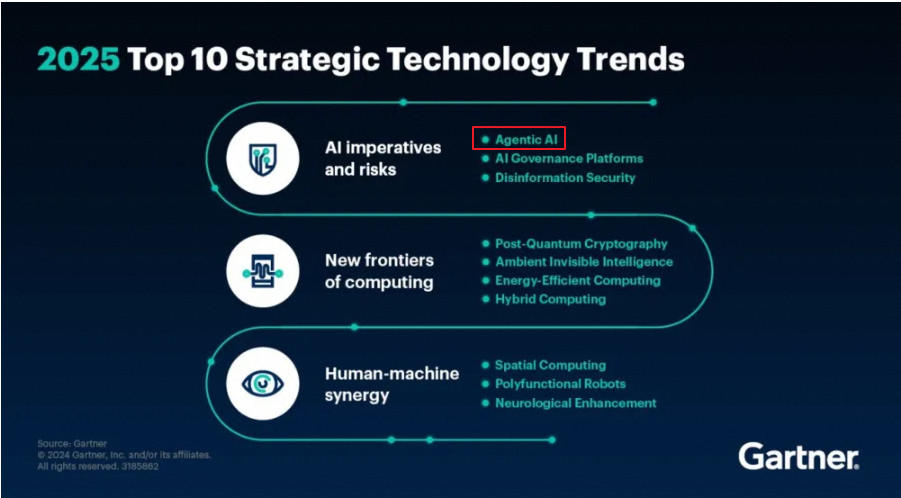 2025 Top 10 Strategic Technology Trends
AI imperatives
and risks
Agentic AI
AI Governance Platforms
Disinformation Security
New frontiers
of computing
Post-Quantum Cryptography
Ambient Invisible Intelligence
Energy-Efficient Computing
Hybrid Computing
Human-machine
synergy
Spatial Computing
Polyfunctional Robots
Neurological Enhancement
Source: Gartner
© 2024 Gartner, Inc. and/or its affiliates.
All rights reserved. 3185862
Gartner.